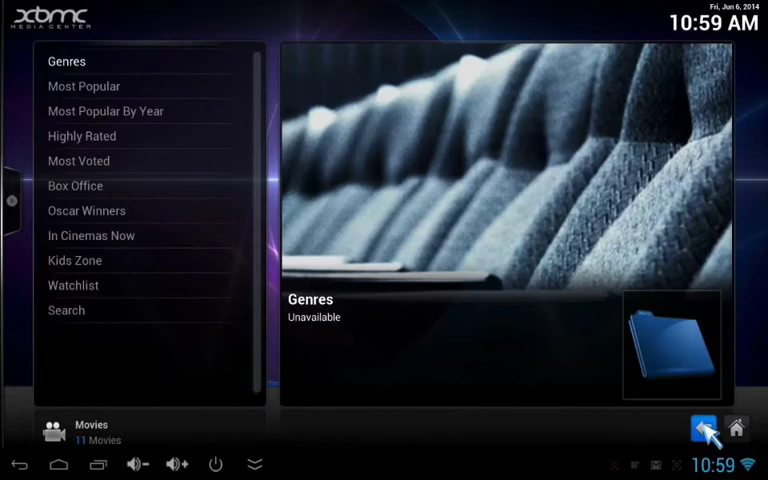 xbmc
MEDIA CENTER
Fri, Jun 6, 2014
10:59 AM
Genres
Most Popular
Most Popular By Year
Highly Rated
Most Voted
Box Office
Oscar Winners
In Cinemas Now
Kids Zone
Watchlist
Search
Genres
Unavailable
Movies
11 Movies
10:59